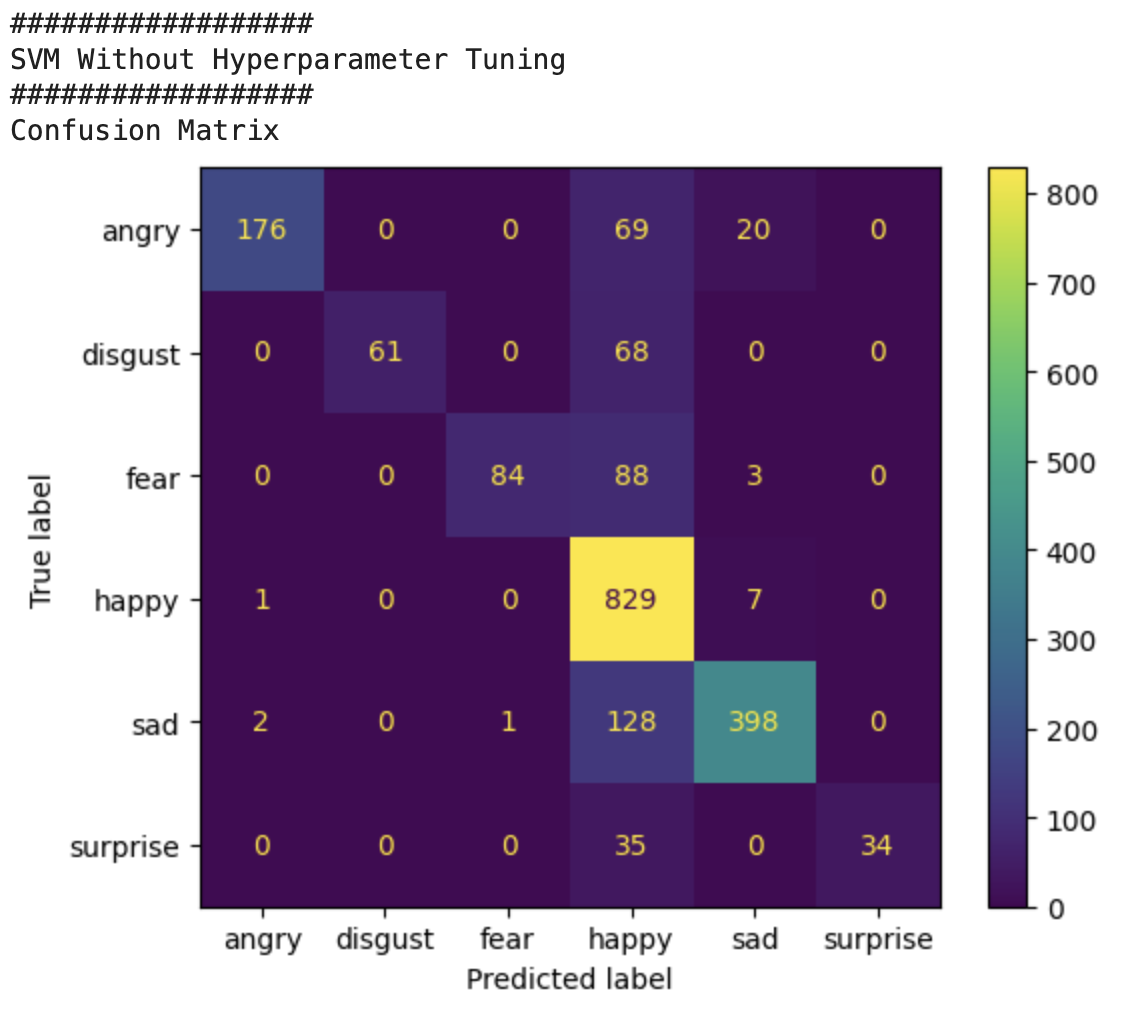 ##################
SVM Without Hyperparameter Tuning
##################
Confusion Matrix
angry 176 0 0 69 20 0
disgust 0 61 0 68 0 0
fear 0 0 84 88 3 0
happy 1 0 0 829 7 0
sad 2 0 1 128 398 0
surprise 0 0 0 35 0 34
True label
angry disgust fear happy sad surprise
Predicted label
800
700
600
500
400
300
200
100
0